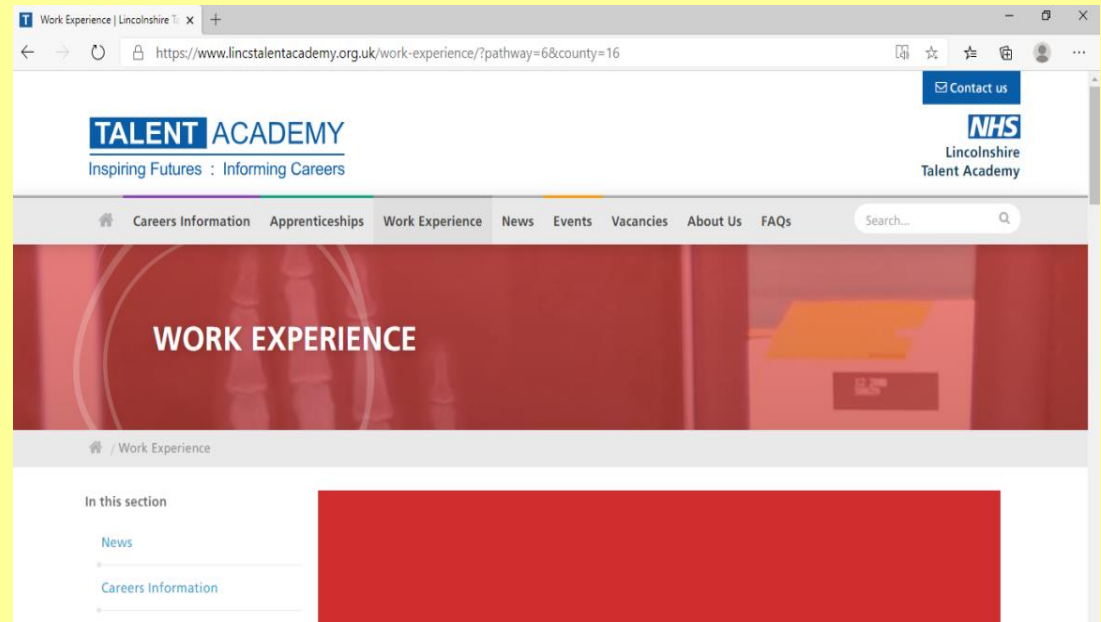 T Work Experience | Lincolnshire
https://www.lincstalentacademy.org.uk/work-experience/?pathway=6&county=16
Contact us
TALENT ACADEMY
Inspiring Futures : Informing Careers
NHS
Lincolnshire
Talent Academy
Careers Information Apprenticeships Work Experience News Events Vacancies About Us FAQs Search...
WORK EXPERIENCE
/ Work Experience
In this section
News
Careers Information